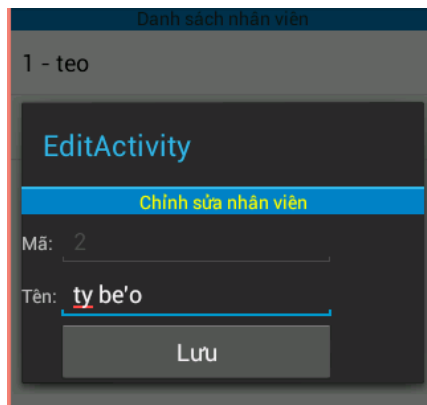 Danh sách nhân viên
1 - teo
EditActivity
Chỉnh sửa nhân viên
Mã: 2
Tên: ty be'o
Lưu